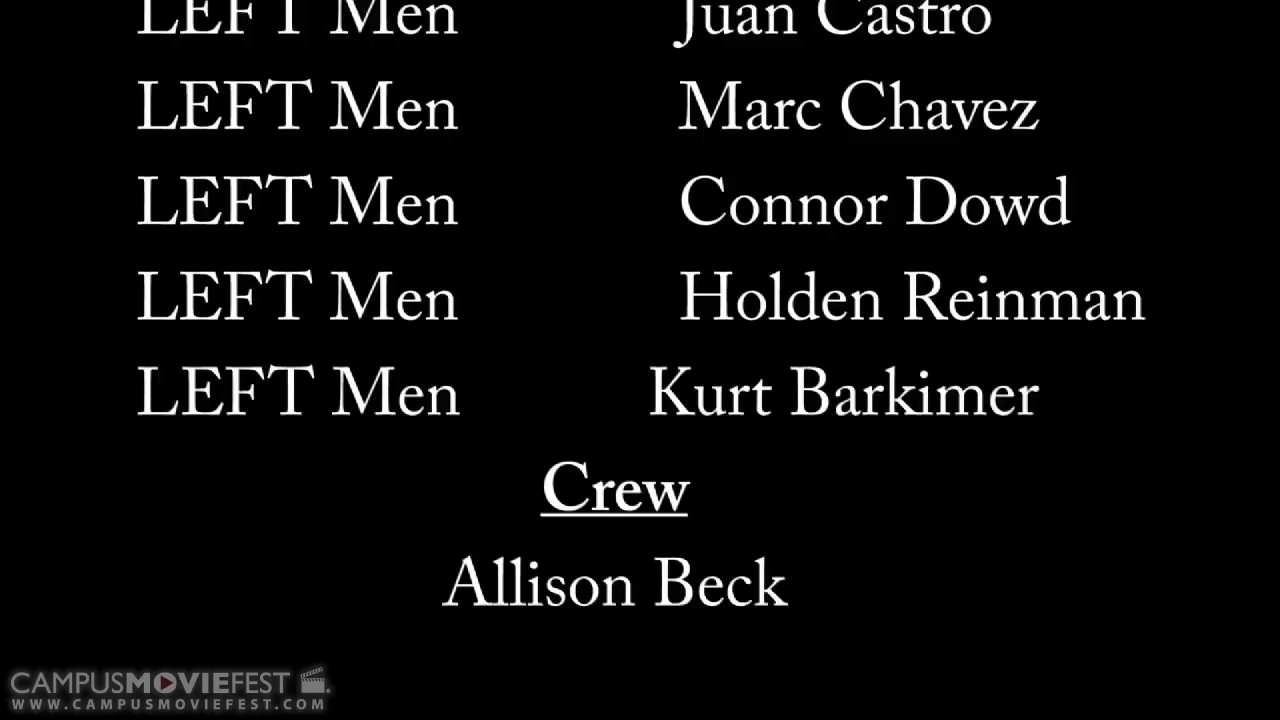 LEFT Men Juan Castro
LEFT Men Marc Chavez
LEFT Men Connor Dowd
LEFT Men Holden Reinman
LEFT Men Kurt Barkimer
Crew
Allison Beck
CAMPUSMOVIEFEST
WWW.CAMPUSMOVIEFEST.COM